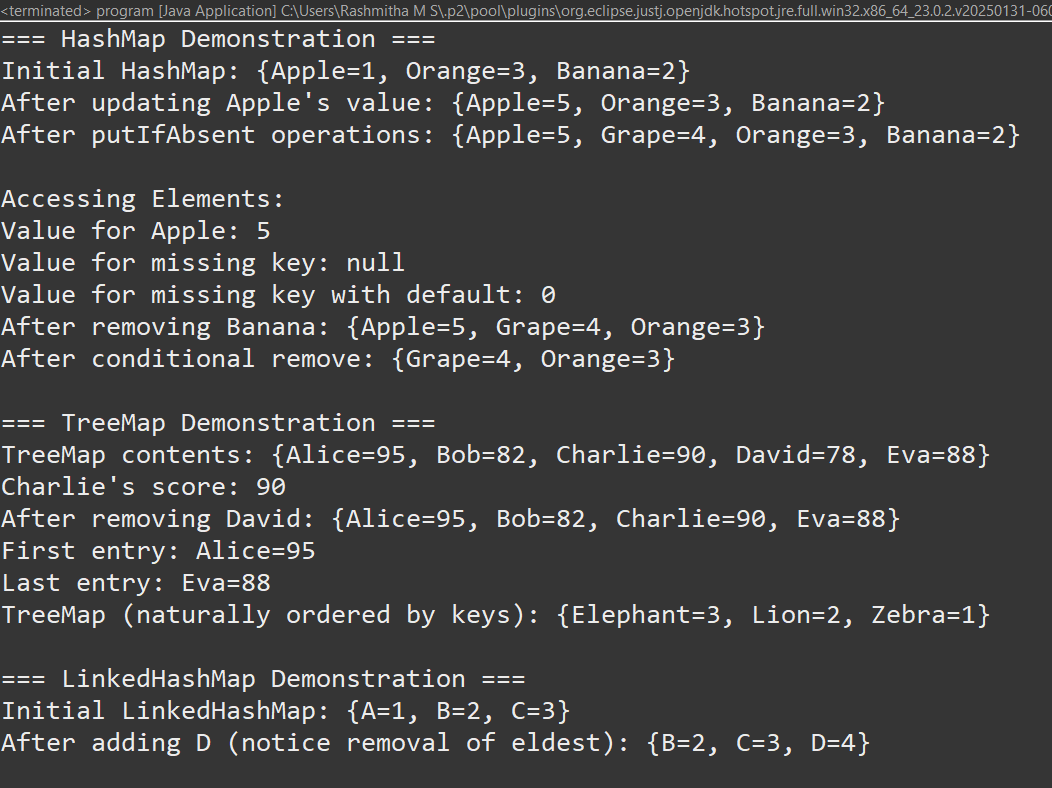 <terminated> program [Java Application] C:\Users\Rashmitha M S\.p2\pool\plugins\org.eclipse.justj.openjdk.hotspot.jre.full.win32.x86_64_23.0.2.v20250131-060
=== HashMap Demonstration ===
Initial HashMap: {Apple=1, Orange=3, Banana=2}
After updating Apple's value: {Apple=5, Orange=3, Banana=2}
After putIfAbsent operations: {Apple=5, Grape=4, Orange=3, Banana=2}
Accessing Elements:
Value for Apple: 5
Value for missing key: null
Value for missing key with default: 0
After removing Banana: {Apple=5, Grape=4, Orange=3}
After conditional remove: {Grape=4, Orange=3}
=== TreeMap Demonstration ===
TreeMap contents: {Alice=95, Bob=82, Charlie=90, David=78, Eva=88}
Charlie's score: 90
After removing David: {Alice=95, Bob=82, Charlie=90, Eva=88}
First entry: Alice=95
Last entry: Eva=88
TreeMap (naturally ordered by keys): {Elephant=3, Lion=2, Zebra=1}
=== LinkedHashMap Demonstration ===
Initial LinkedHashMap: {A=1, B=2, C=3}
After adding D (notice removal of eldest): {B=2, C=3, D=4}